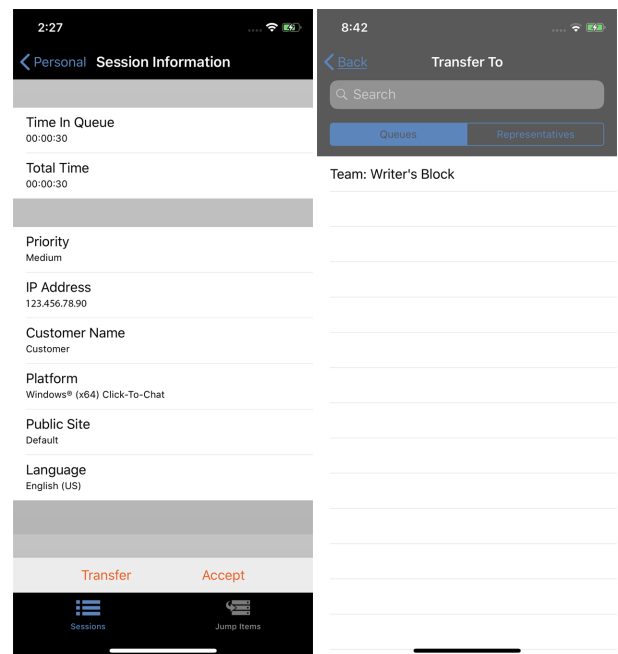 2:27
Personal Session Information
Time In Queue
00:00:30
Total Time
00:00:30
Priority
Medium
IP Address
123.456.78.90
Customer Name
Customer
Platform
Windows® (x64) Click-To-Chat
Public Site
Default
Language
English (US)
Transfer Accept
Sessions Jump Items
8:42
Back Transfer To
Search
Queues Representatives
Team: Writer's Block